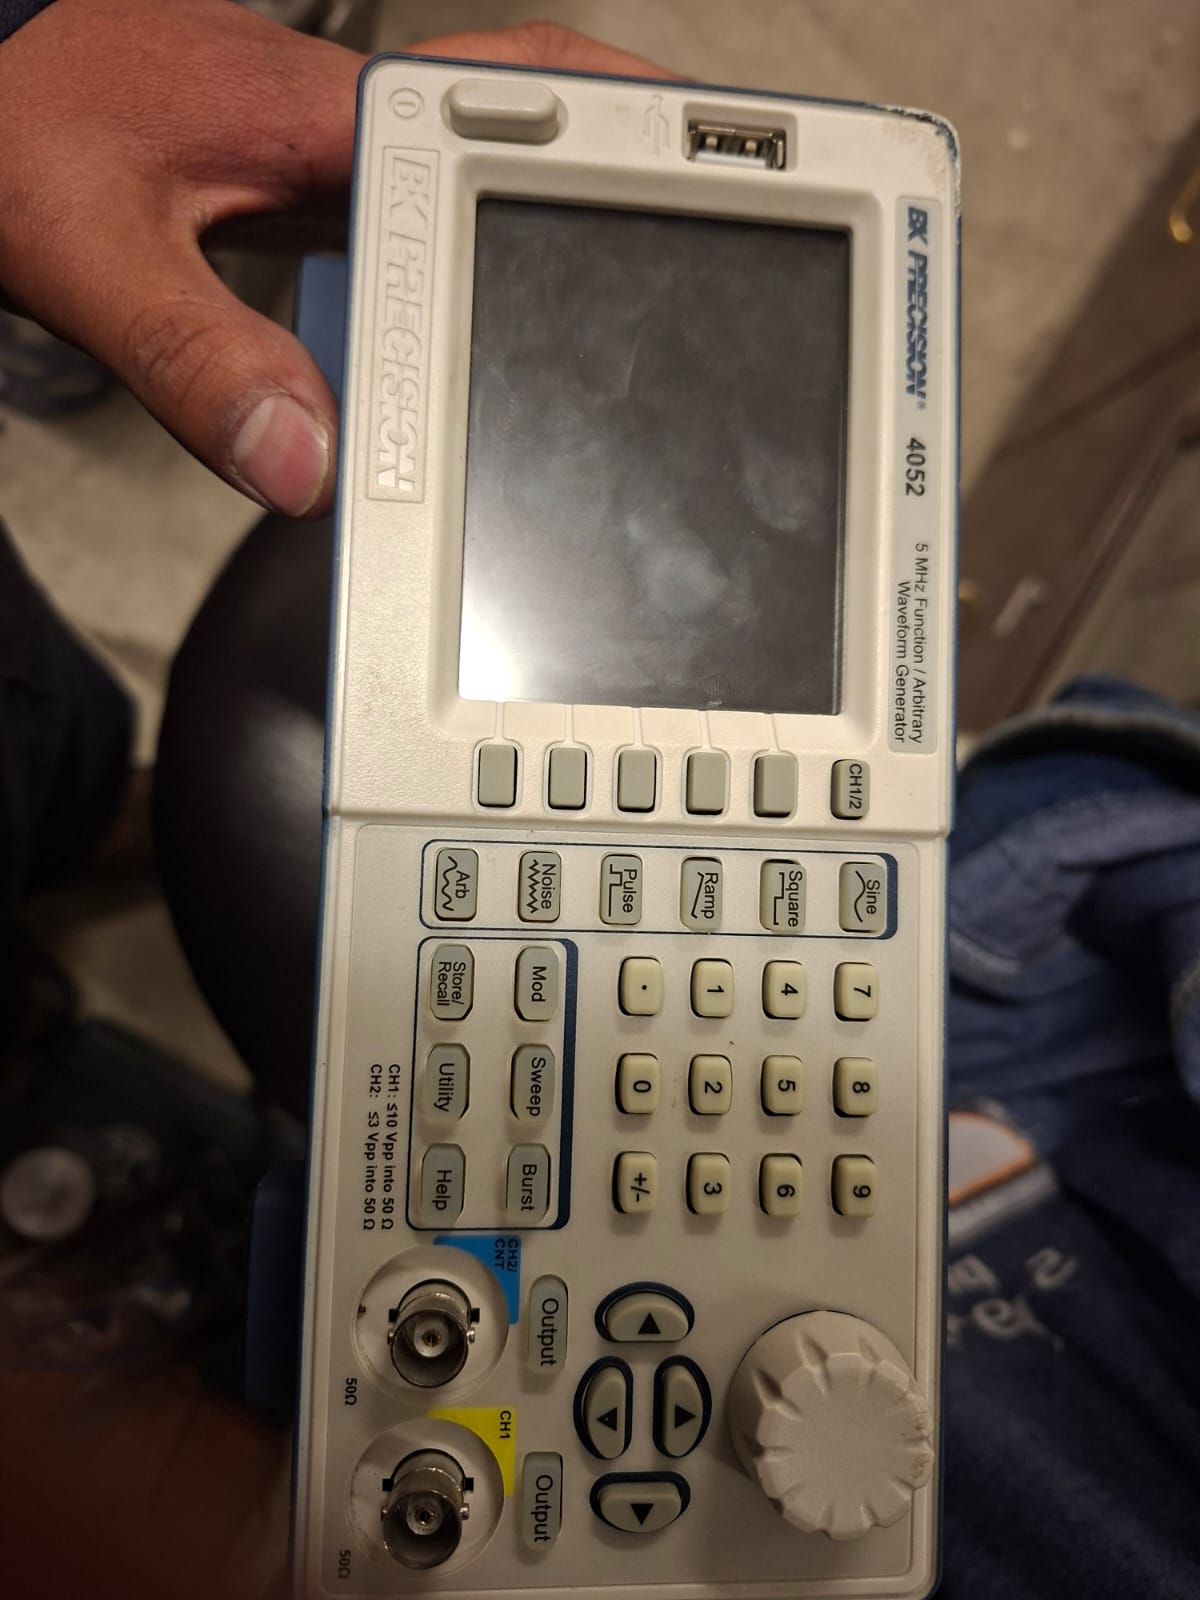 BK PRECISION® 4052
5 MHz Function / Arbitrary
Waveform Generator
BK PRECISION
CH1/2
Sine
Square
Ramp
Pulse
Noise
Arb
7 8 9
4 5 6
1 2 3
. 0 +/-
Mod Sweep Burst
Store/
Recall
Utility Help
Output Output
CH2/
CNT
CH1
CH1: ≤10 Vpp into 50 Ω
CH2: ≤3 Vpp into 50 Ω
50Ω 50Ω